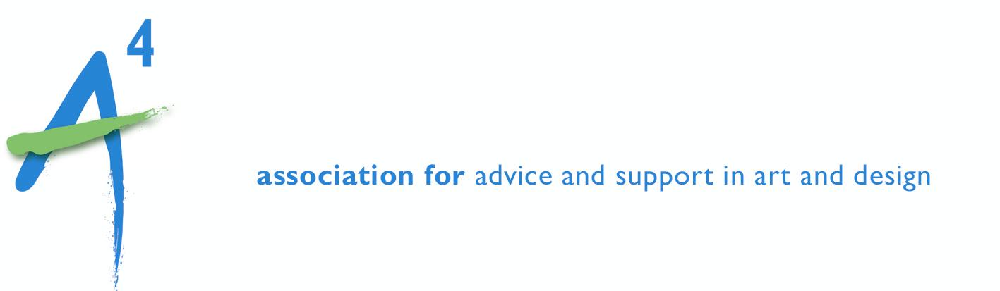 A4
association for advice and support in art and design